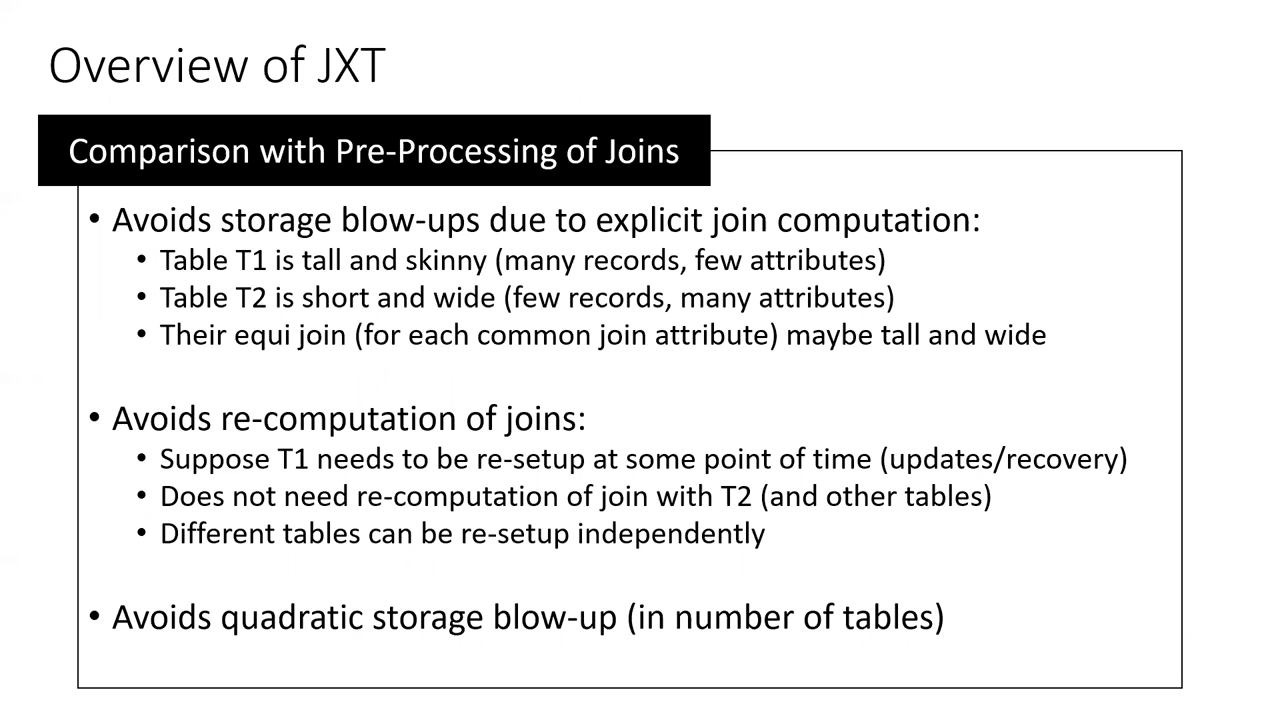 Overview of JXT
Comparison with Pre-Processing of Joins
• Avoids storage blow-ups due to explicit join computation:
• Table T1 is tall and skinny (many records, few attributes)
• Table T2 is short and wide (few records, many attributes)
• Their equi join (for each common join attribute) maybe tall and wide
• Avoids re-computation of joins:
• Suppose T1 needs to be re-setup at some point of time (updates/recovery)
• Does not need re-computation of join with T2 (and other tables)
• Different tables can be re-setup independently
• Avoids quadratic storage blow-up (in number of tables)